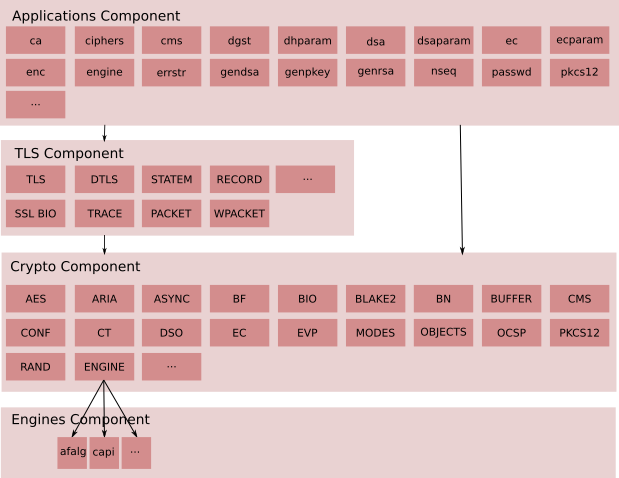 Applications Component
ca ciphers cms dgst dhparam dsa dsaparam ec ecparam
enc engine errstr gendsa genpkey genrsa nseq passwd pkcs12
...
TLS Component
TLS DTLS STATEM RECORD ...
SSL BIO TRACE PACKET WPACKET
Crypto Component
AES ARIA ASYNC BF BIO BLAKE2 BN BUFFER CMS
CONF CT DSO EC EVP MODES OBJECTS OCSP PKCS12
RAND ENGINE ...
Engines Component
afalg capi ...